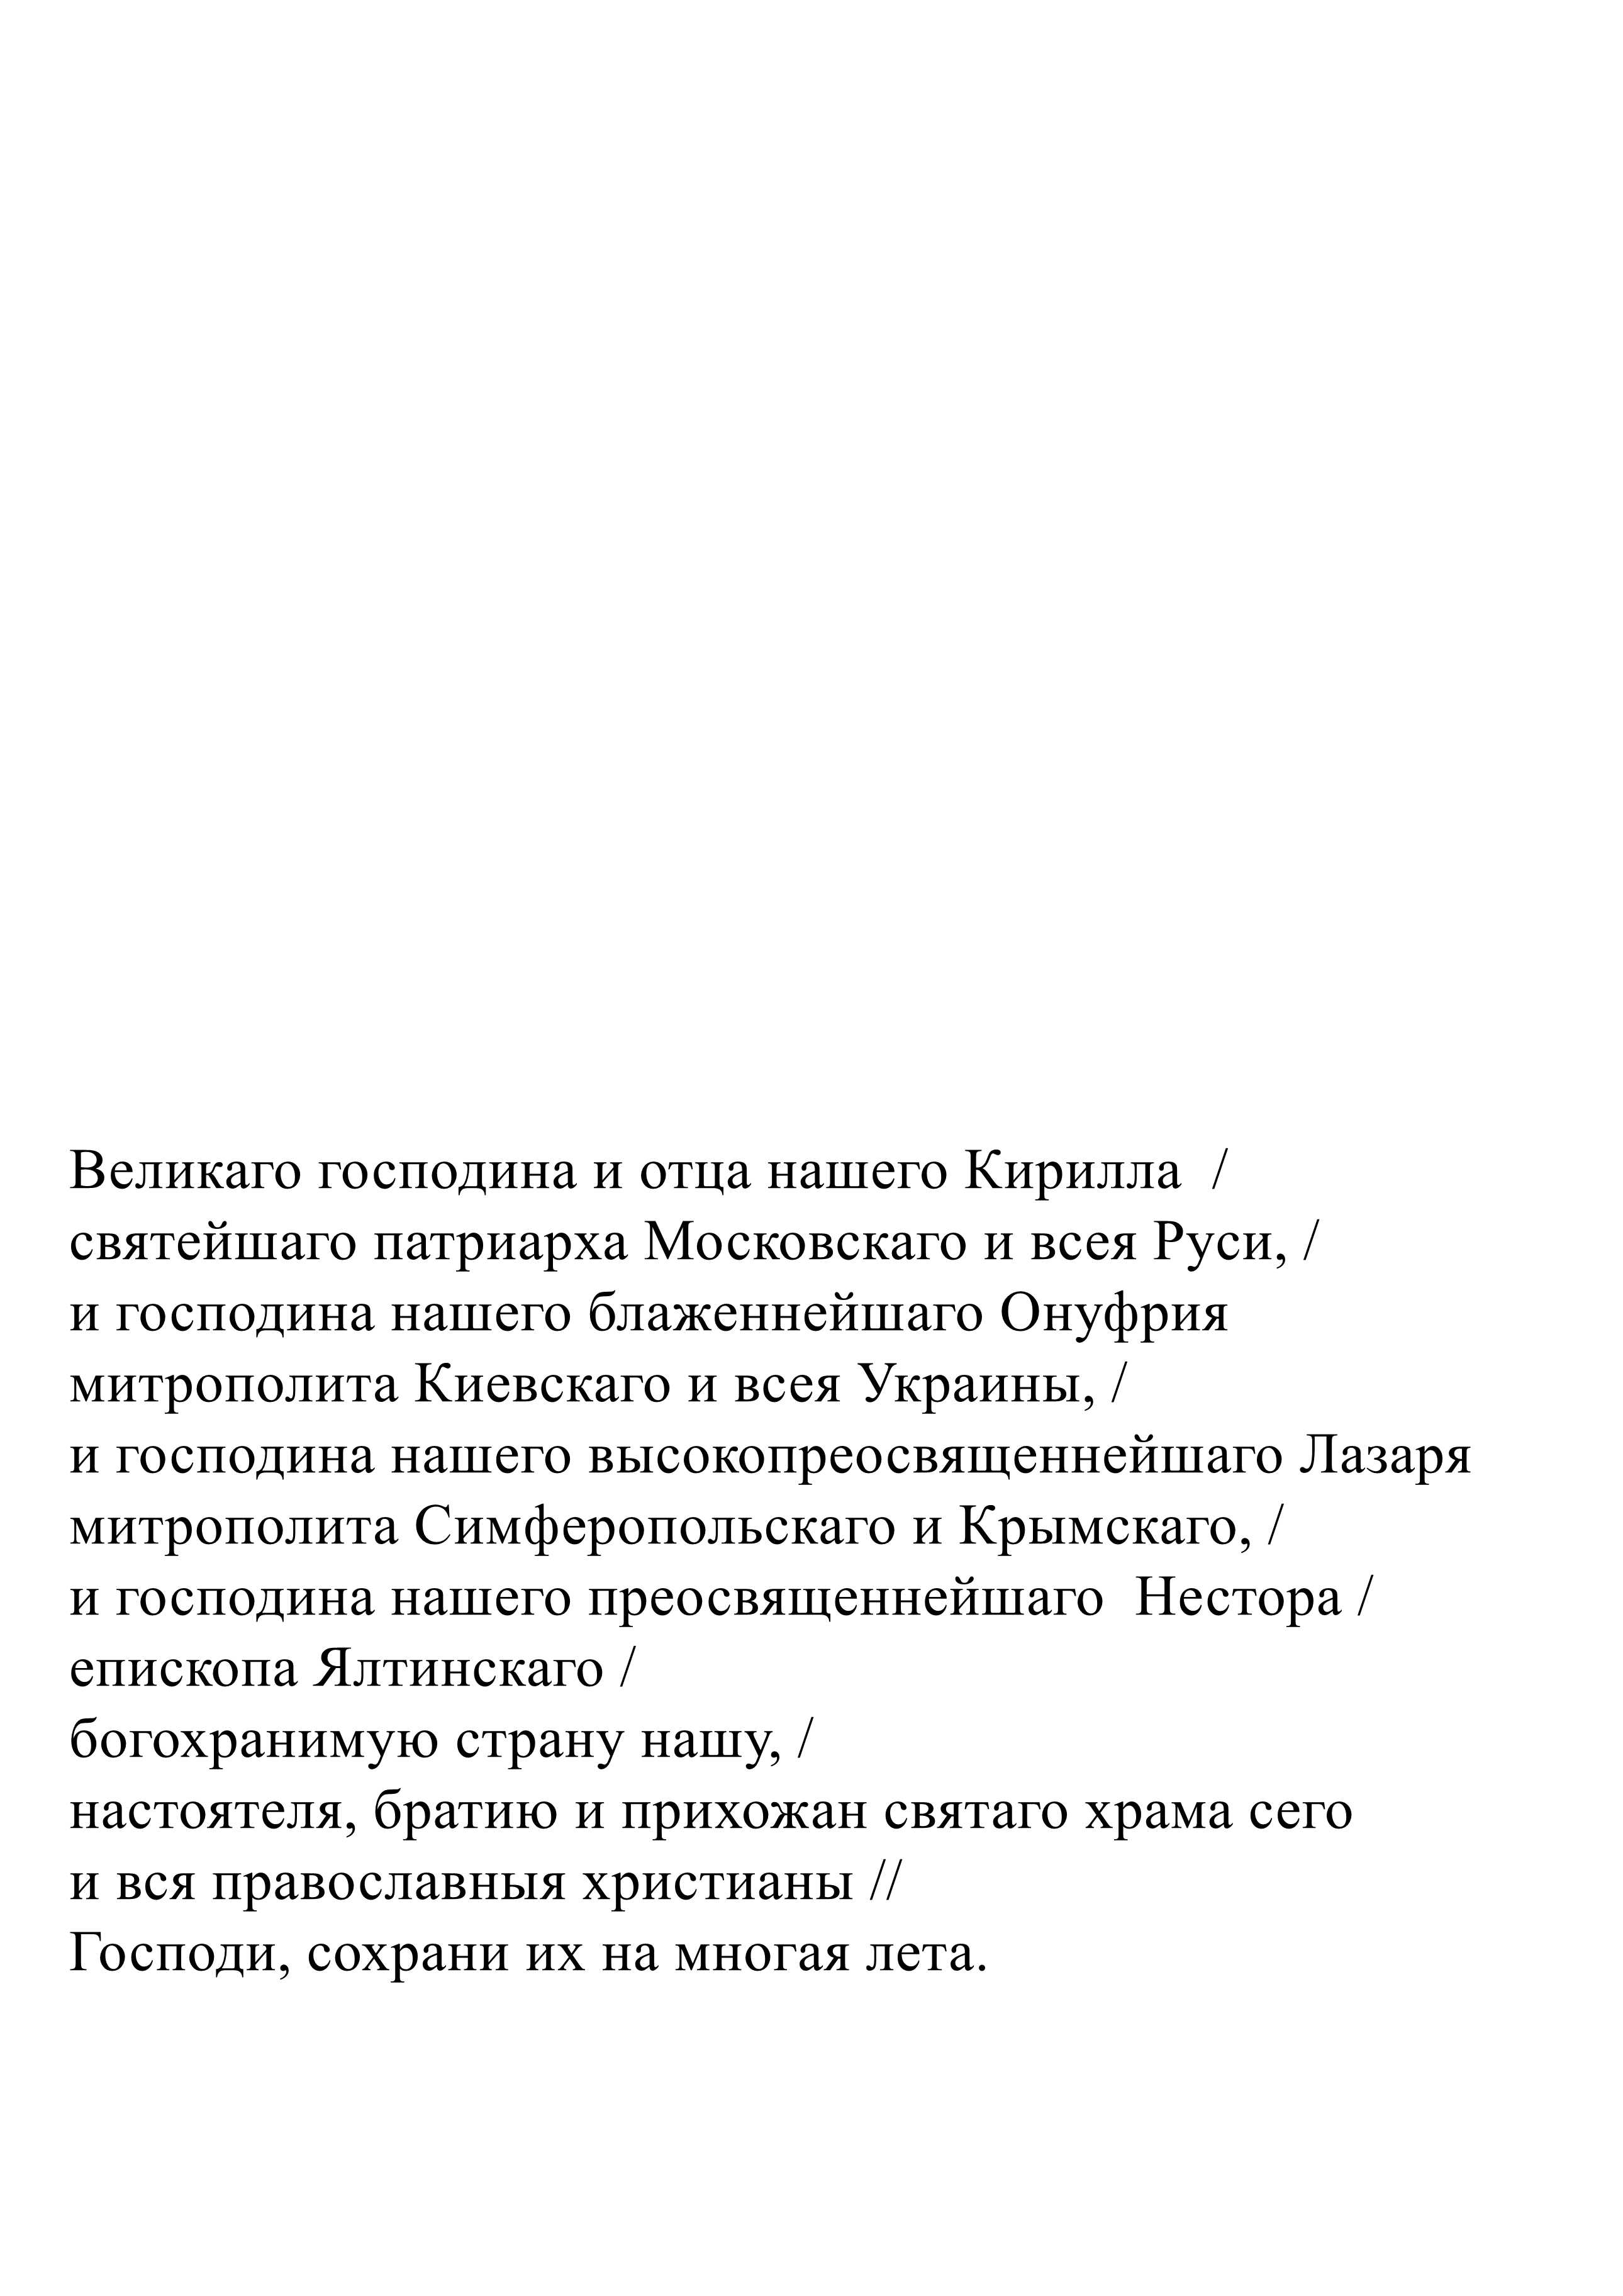 Великаго господина и отца нашего Кирилла  /
святейшаго патриарха Московскаго и всея Руси, /
и господина нашего блаженнейшаго Онуфрия
митрополита Киевскаго и всея Украины, /
и господина нашего высокопреосвященнейшаго Лазаря
митрополита Симферопольскаго и Крымскаго, /
и господина нашего преосвященнейшаго  Нестора /
епископа Ялтинскаго /
богохранимую страну нашу, /
настоятеля, братию и прихожан святаго храма сего
и вся православныя христианы //
Господи, сохрани их на многая лета.